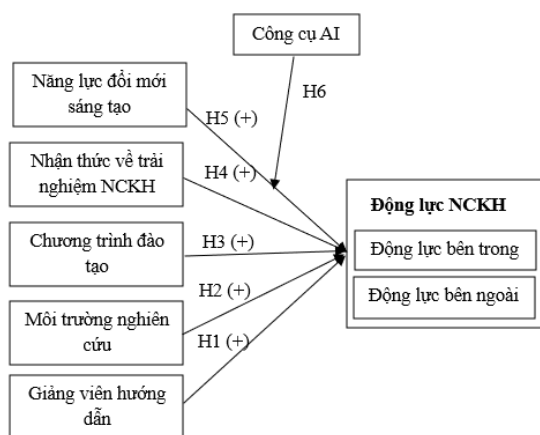 Công cụ AI
Năng lực đổi mới
sáng tạo
H6
H5 (+)
Nhận thức về trải
nghiệm NCKH
H4 (+)
Động lực NCKH
Chương trình đào
tạo
H3 (+)
Động lực bên trong
Động lực bên ngoài
Môi trường nghiên
cứu
H2 (+)
H1 (+)
Giảng viên hướng
dẫn